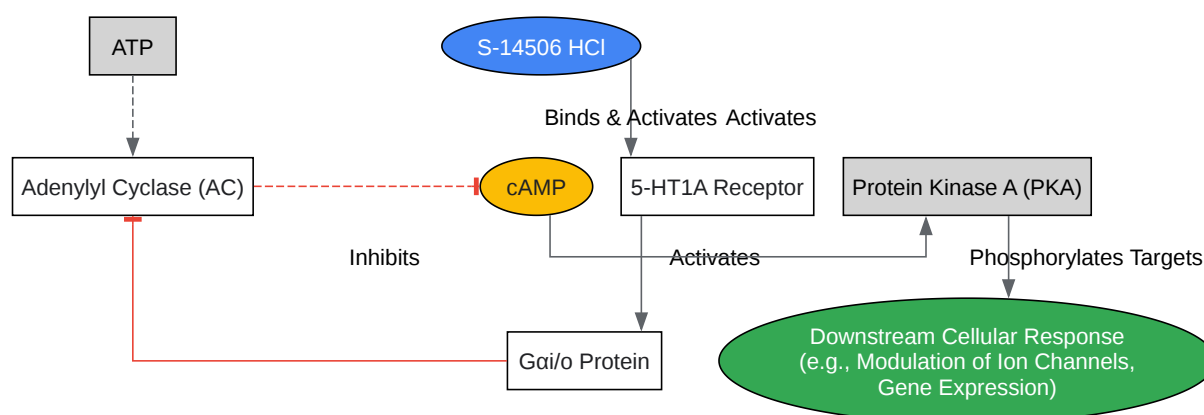 ATP
S-14506 HCl
Binds & Activates Activates
Adenylyl Cyclase (AC)
cAMP
5-HT1A Receptor
Protein Kinase A (PKA)
Inhibits
Activates
Phosphorylates Targets
Gαi/o Protein
Downstream Cellular Response
(e.g., Modulation of Ion Channels,
Gene Expression)